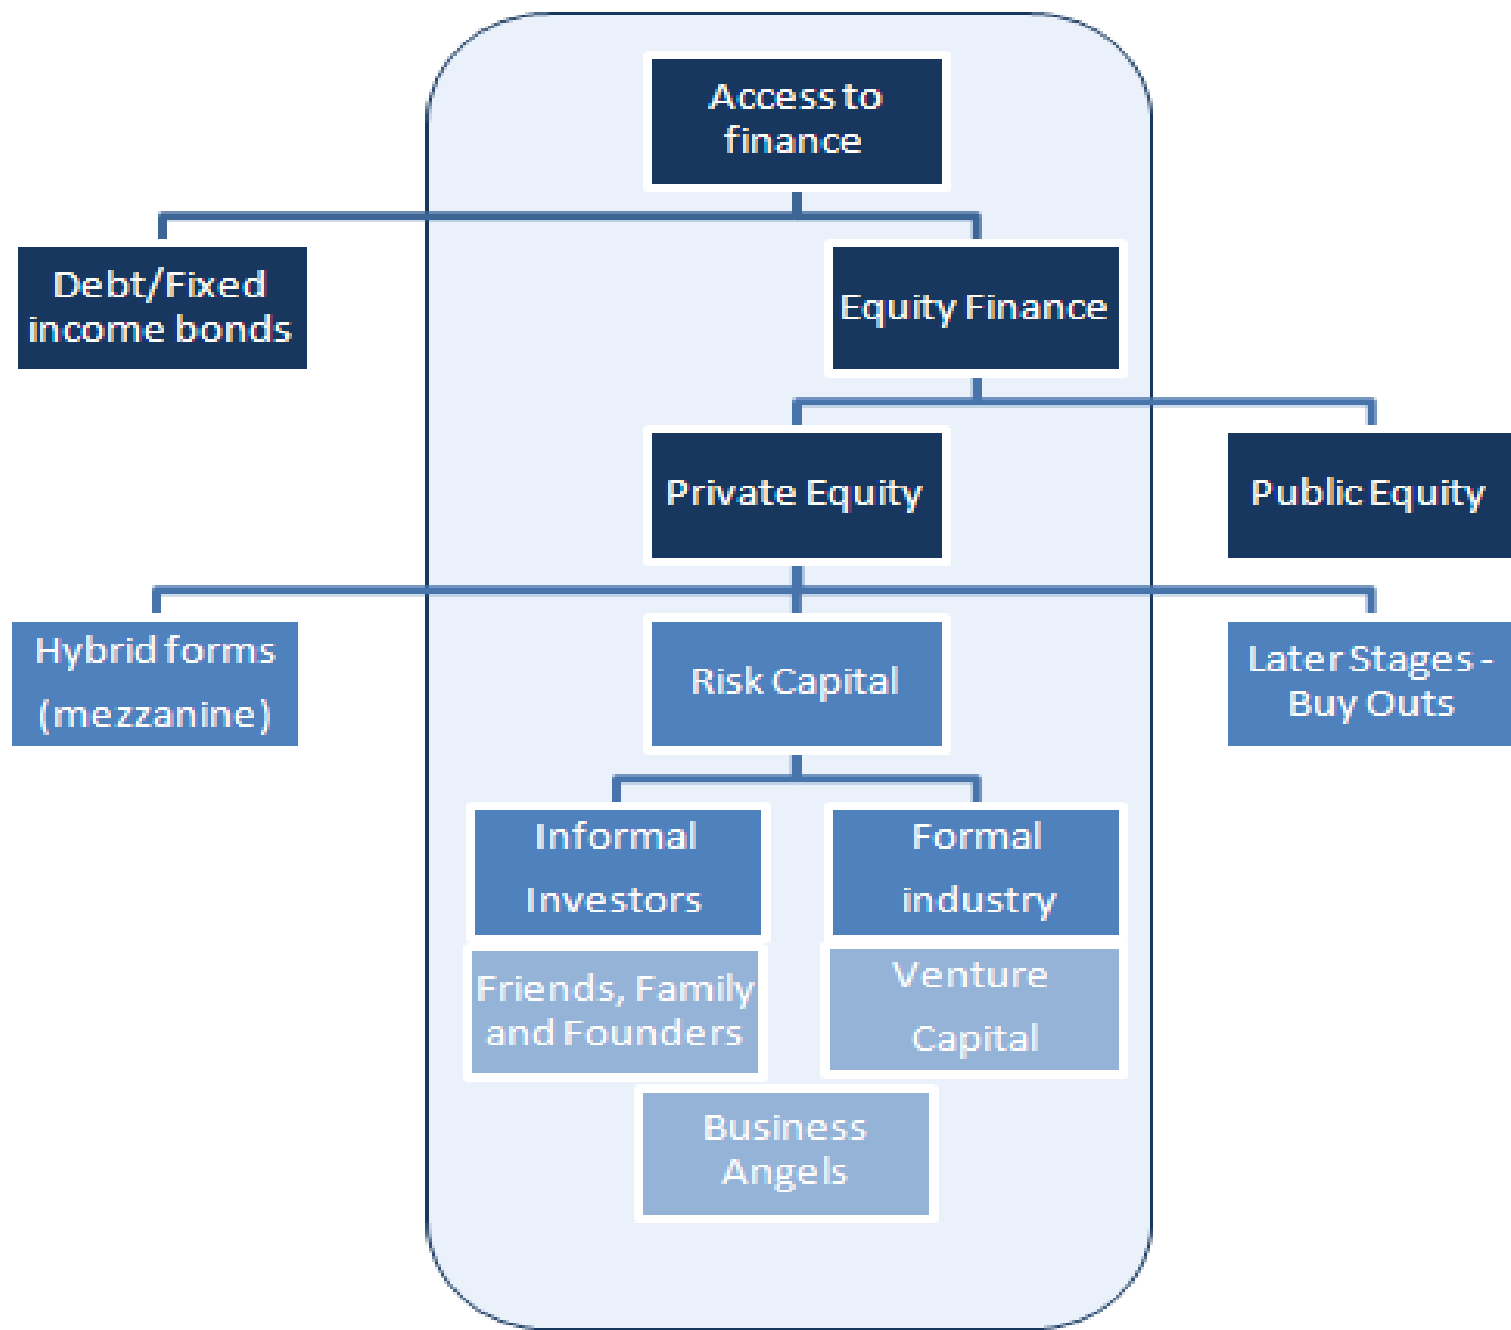 Access to
finance
Debt/Fixed
income bonds
Equity Finance
Private Equity
Public Equity
Hybrid forms
(mezzanine)
Risk Capital
Later Stages -
Buy Outs
Informal
Investors
Formal
industry
Friends, Family
and Founders
Venture
Capital
Business
Angels